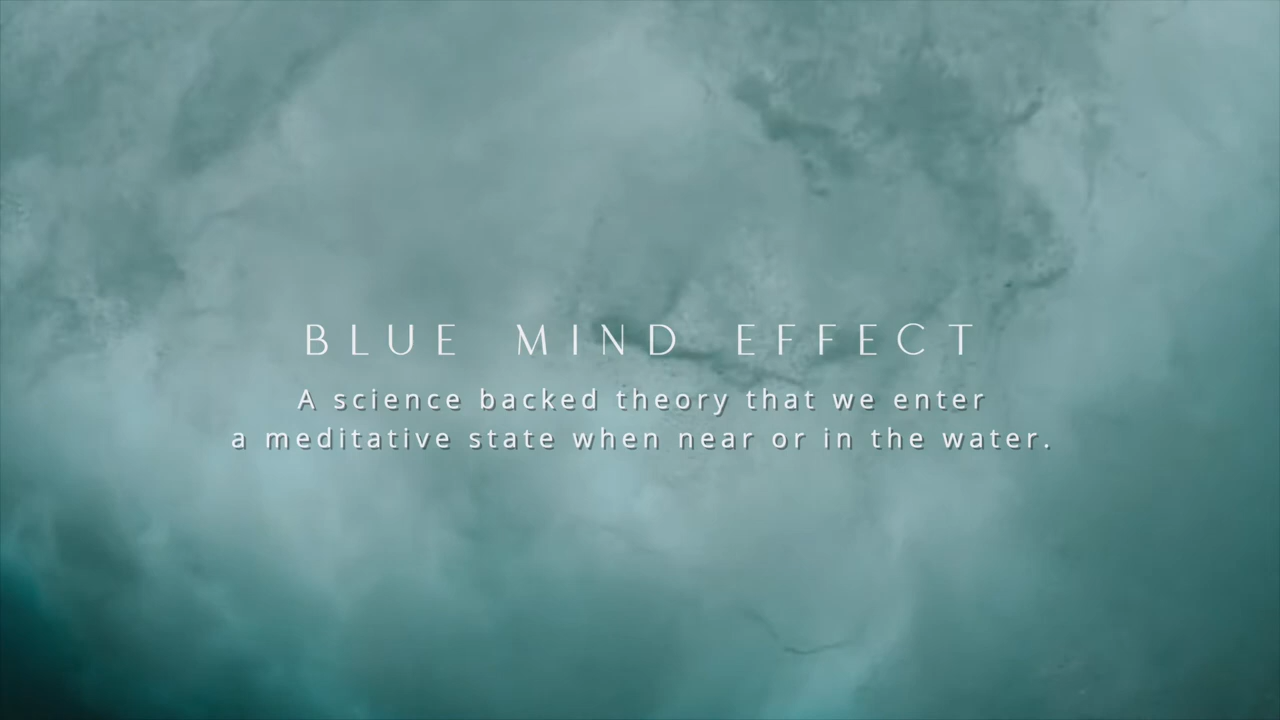 BLUE MIND EFFECT
A science backed theory that we enter
a meditative state when near or in the water.